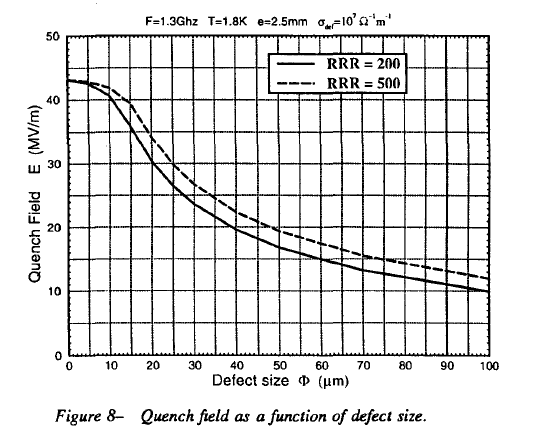 F=1.3Ghz T=1.8K e=2.5mm σdef=10⁷ Ω⁻¹m⁻¹
50
RRR = 200
RRR = 500
40
30
20
10
0
Quench Field E (MV/m)
0 10 20 30 40 50 60 70 80 90 100
Defect size Φ (μm)
Figure 8– Quench field as a function of defect size.